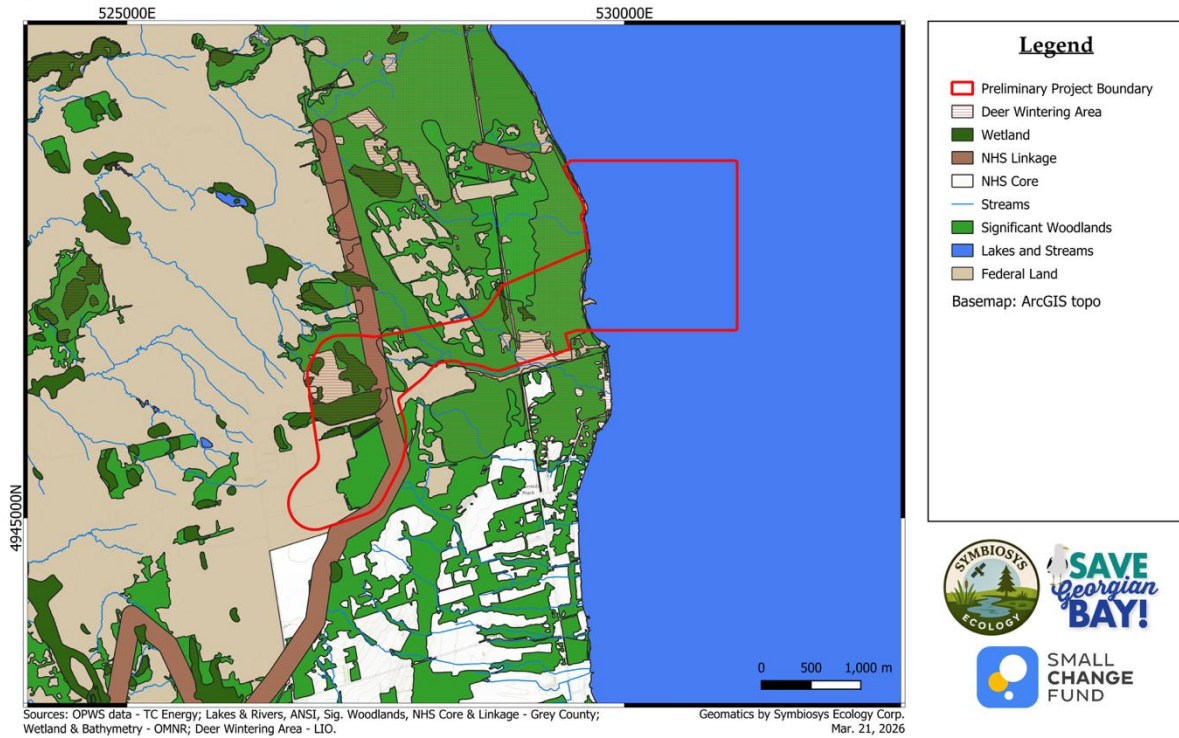 525000E
530000E
4945000N
0 500 1,000 m
Sources: OPWS data - TC Energy; Lakes & Rivers, ANSI, Sig. Woodlands, NHS Core & Linkage - Grey County;
Wetland & Bathymetry - OMNR; Deer Wintering Area - LIO.
Geomatics by Symbiosys Ecology Corp.
Mar. 21, 2026
Legend
Preliminary Project Boundary
Deer Wintering Area
Wetland
NHS Linkage
NHS Core
Streams
Significant Woodlands
Lakes and Streams
Federal Land
Basemap: ArcGIS topo
SYMBIOSYS
ECOLOGY
SAVE
Georgian
BAY!
SMALL
CHANGE
FUND